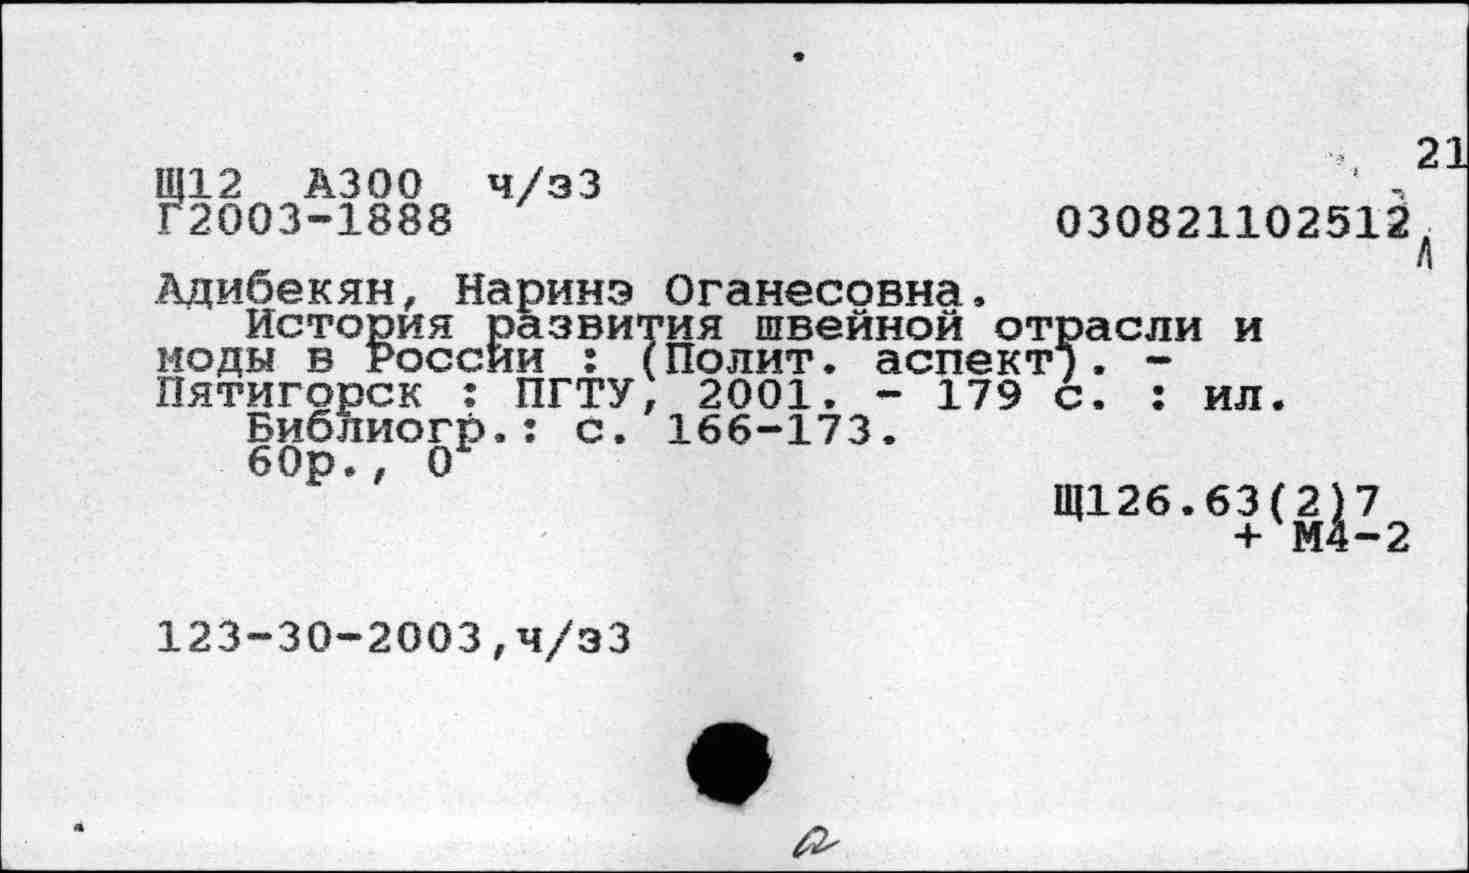 21
Щ12 А300 ч/з3
Г2003-1888 030821102512
Л
Адибекян, Наринэ Оганесовна.
История развития швейной отрасли и
моды в России : (Полит. аспект). -
Пятигорск : ПГТУ, 2001. - 179 с. : ил.
Библиогр.: с. 166-173.
60р., 0
Щ126.63(2)7
+ М4-2
123-30-2003,ч/з3